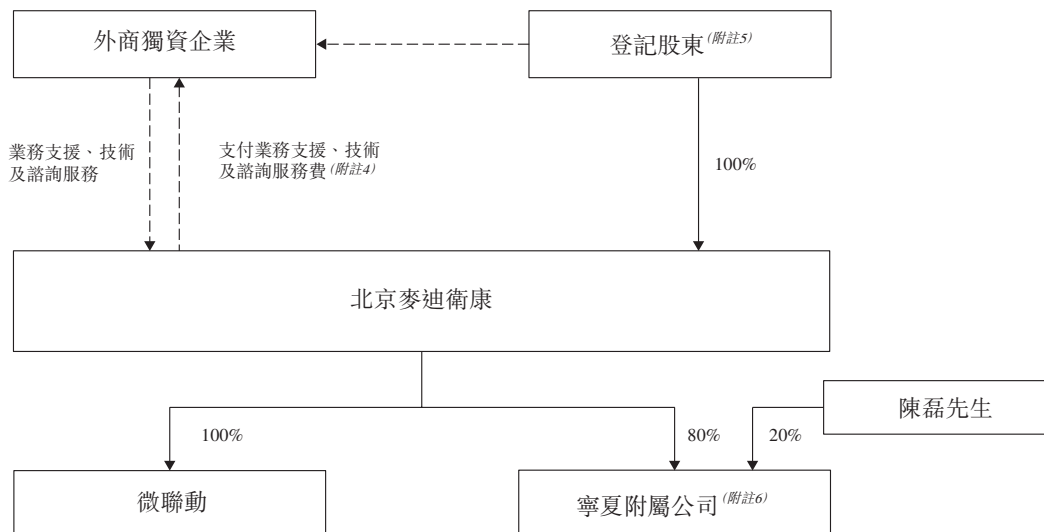 外商獨資企業
登記股東(附註5)
業務支援、技術
及諮詢服務
支付業務支援、技術
及諮詢服務費(附註4)
100%
北京麥迪衛康
陳磊先生
100%
80%
20%
微聯動
寧夏附屬公司(附註6)